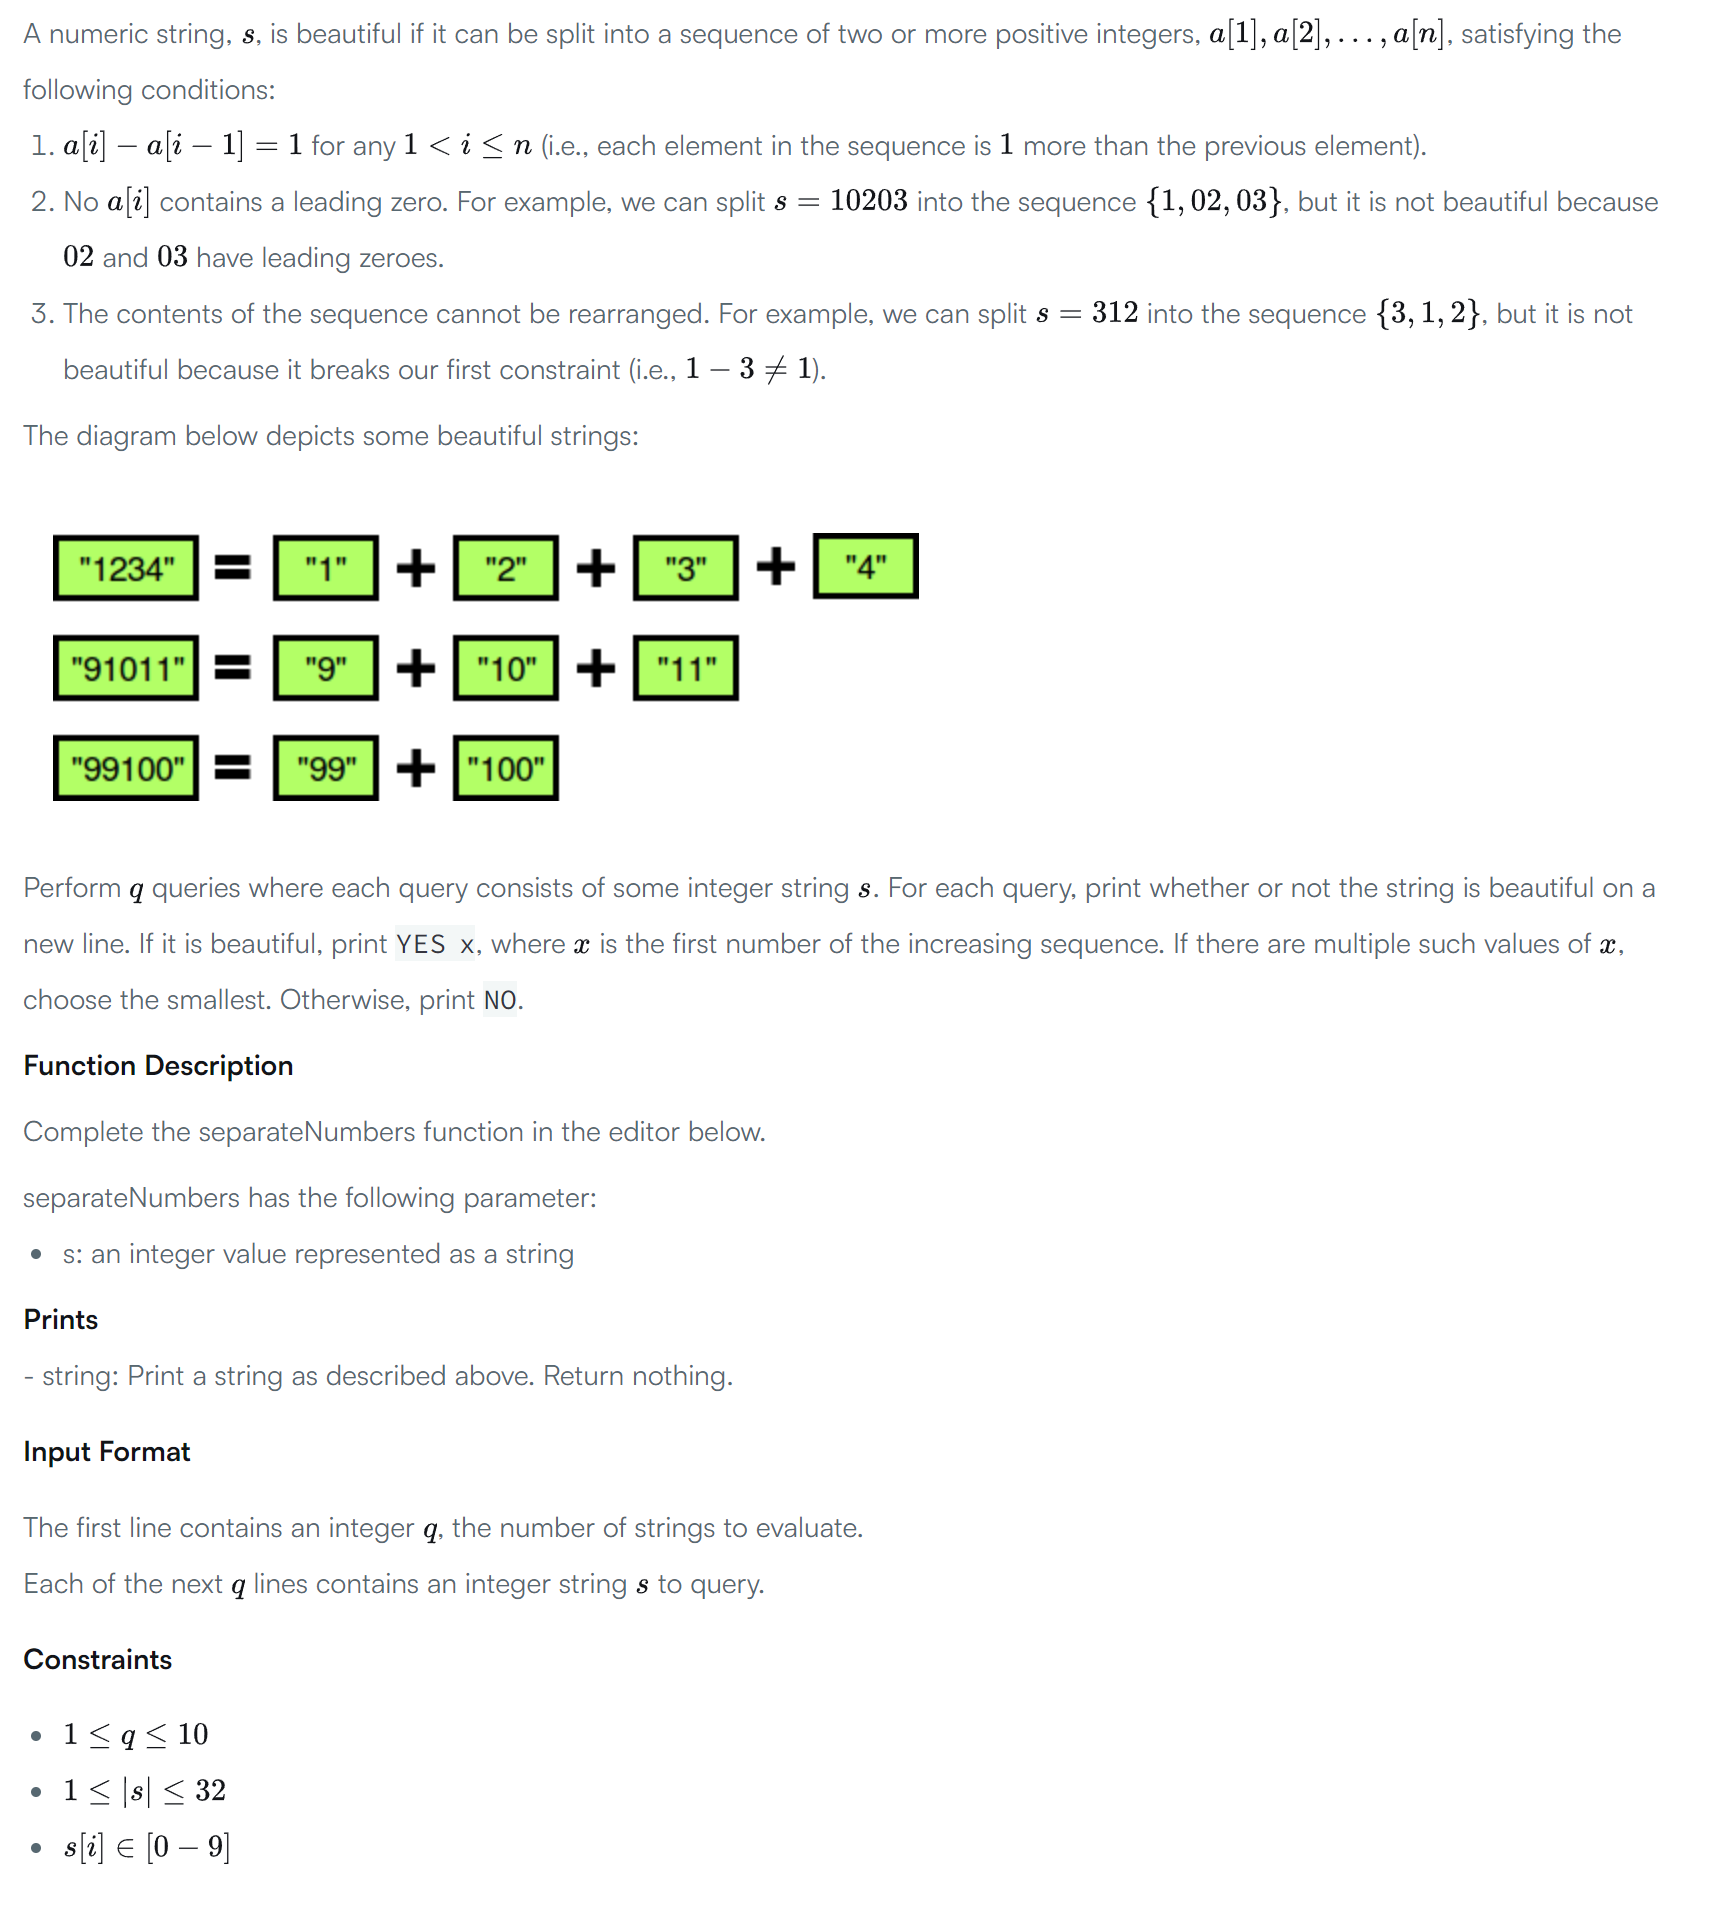 A numeric string, s, is beautiful if it can be split into a sequence of two or more positive integers, a[1], a[2], . . . , a[n], satisfying the
following conditions:
1. a[i] − a[i − 1] = 1 for any 1 < i ≤ n (i.e., each element in the sequence is 1 more than the previous element).
2. No a[i] contains a leading zero. For example, we can split s = 10203 into the sequence {1, 02, 03}, but it is not beautiful because
02 and 03 have leading zeroes.
3. The contents of the sequence cannot be rearranged. For example, we can split s = 312 into the sequence {3, 1, 2}, but it is not
beautiful because it breaks our first constraint (i.e., 1 − 3 ≠ 1).
The diagram below depicts some beautiful strings:
"1234" = "1" + "2" + "3" + "4"
"91011" = "9" + "10" + "11"
"99100" = "99" + "100"
Perform q queries where each query consists of some integer string s. For each query, print whether or not the string is beautiful on a
new line. If it is beautiful, print YES x, where x is the first number of the increasing sequence. If there are multiple such values of x,
choose the smallest. Otherwise, print NO.
Function Description
Complete the separateNumbers function in the editor below.
separateNumbers has the following parameter:
• s: an integer value represented as a string
Prints
- string: Print a string as described above. Return nothing.
Input Format
The first line contains an integer q, the number of strings to evaluate.
Each of the next q lines contains an integer string s to query.
Constraints
• 1 ≤ q ≤ 10
• 1 ≤ |s| ≤ 32
• s[i] ∈ [0 − 9]